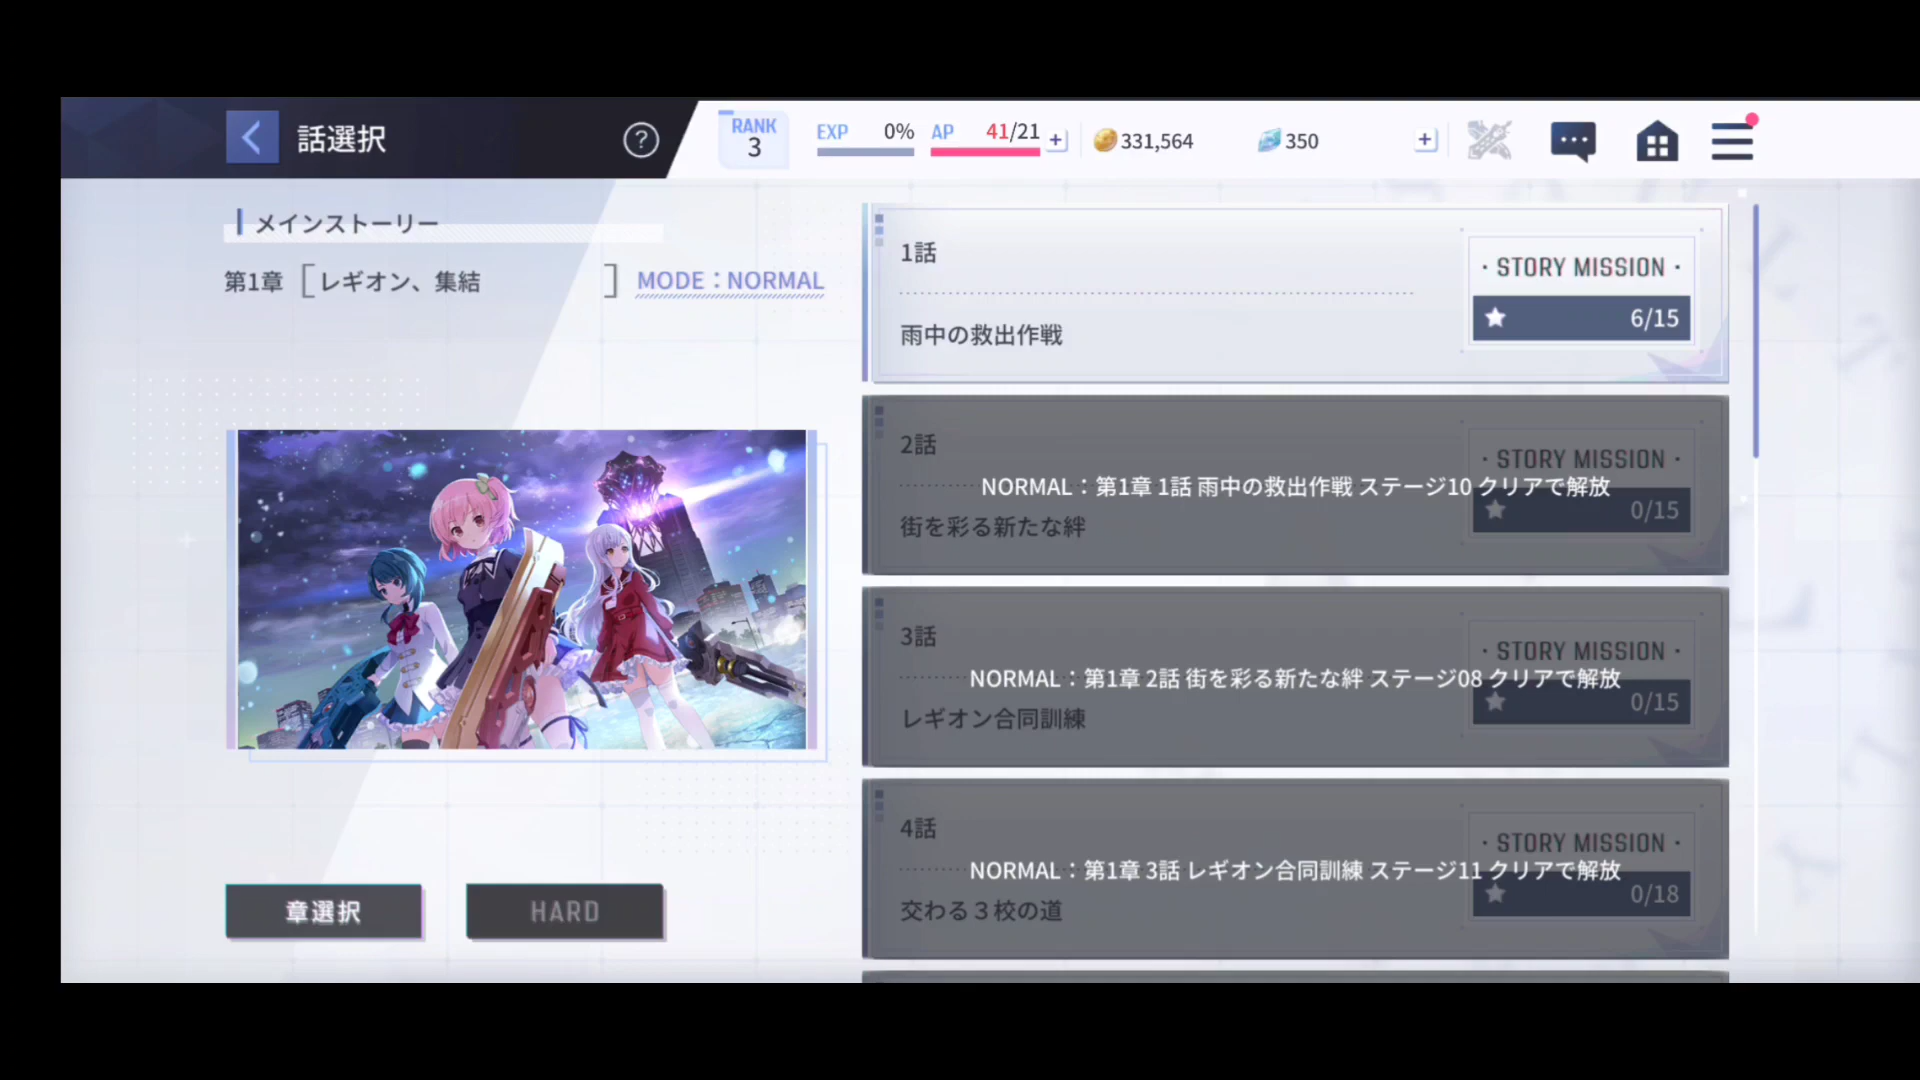 話選択
?
RANK
3
EXP 0%
AP 41/21
331,564
350
メインストーリー
第1章 [レギオン、集結]
MODE：NORMAL
章選択
HARD
1話
雨中の救出作戦
・STORY MISSION・
6/15
2話
・STORY MISSION・
NORMAL：第1章 1話 雨中の救出作戦 ステージ10 クリアで解放
0/15
街を彩る新たな絆
3話
・STORY MISSION・
NORMAL：第1章 2話 街を彩る新たな絆 ステージ08 クリアで解放
0/15
レギオン合同訓練
4話
・STORY MISSION・
NORMAL：第1章 3話 レギオン合同訓練 ステージ11 クリアで解放
0/18
交わる３校の道